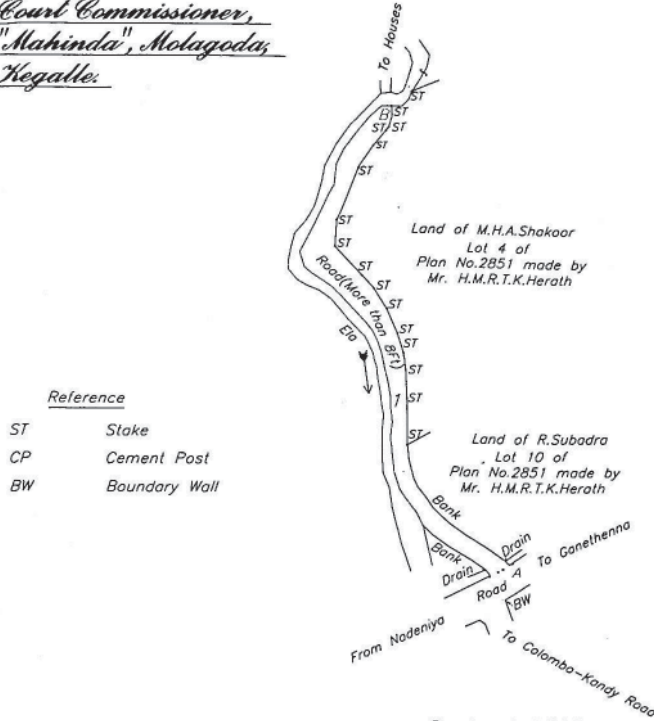 Court Commissioner,
"Mahinda", Molagoda,
Kegalle.
To Houses
ST
B
ST
ST
ST
ST
ST
ST
ST
Land of M.H.A.Shakoor
Lot 4 of
Plan No.2851 made by
Mr. H.M.R.T.K.Herath
ST
ST
ST
Road(More than 8Ft)
Ela
ST
ST
ST
1
ST
ST
Reference
ST Stake
CP Cement Post
BW Boundary Wall
Land of R.Subadra
Lot 10 of
Plan No.2851 made by
Mr. H.M.R.T.K.Herath
Bank
Bank
Drain
Drain
To Ganethenna
Road A
BW
From Nadeniya
To Colombo-Kandy Road